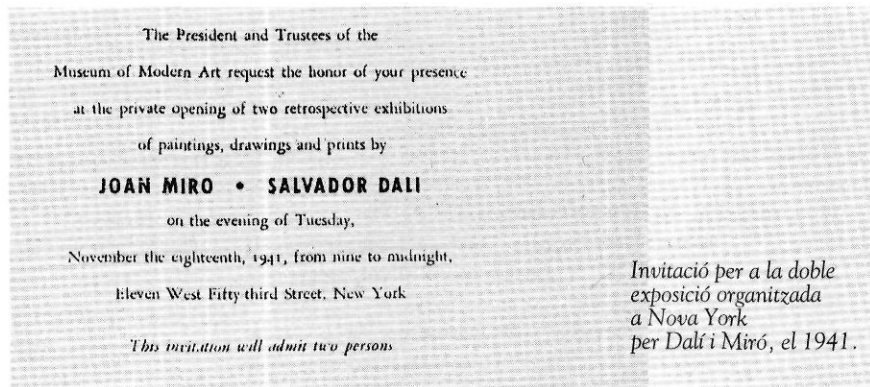 The President and Trustees of the
Museum of Modern Art request the honor of your presence
at the private opening of two retrospective exhibitions
of paintings, drawings and prints by
JOAN MIRO • SALVADOR DALI
on the evening of Tuesday,
November the eighteenth, 1941, from nine to midnight,
Eleven West Fifty-third Street, New York
This invitation will admit two persons
Invitació per a la doble
exposició organitzada
a Nova York
per Dalí i Miró, el 1941.